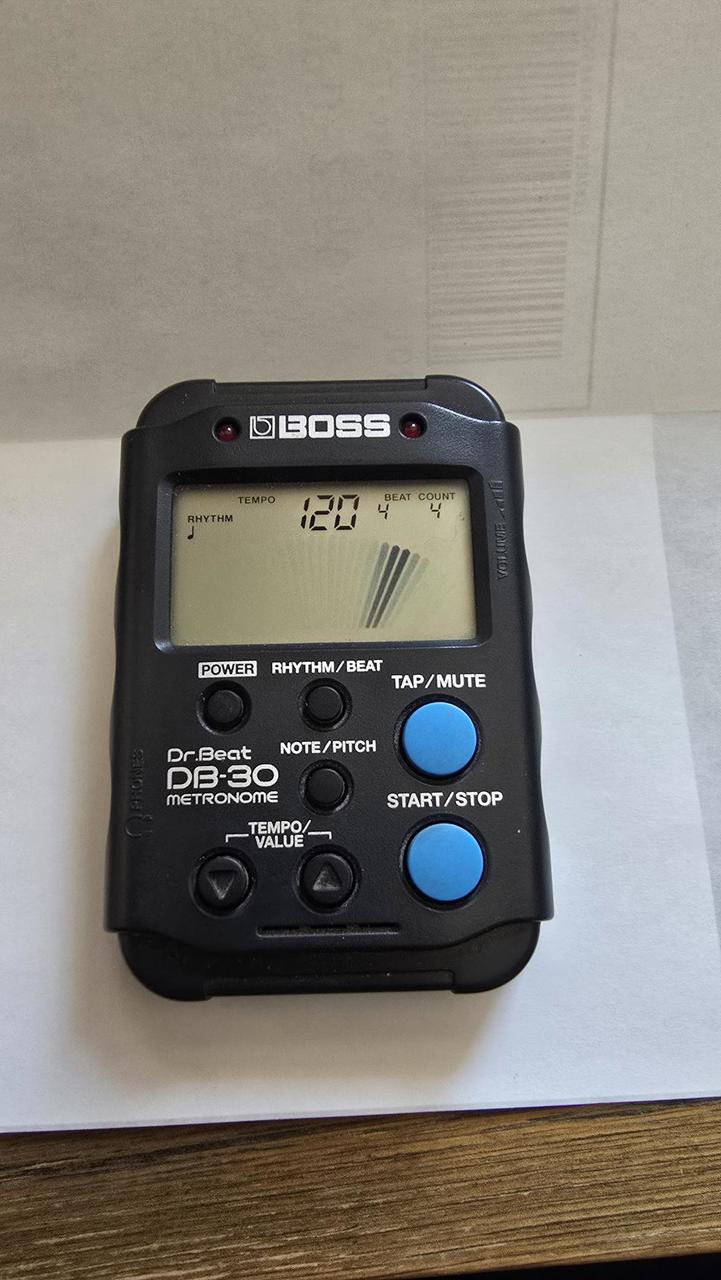 BOSS
TEMPO 120 BEAT 4 COUNT 4
RHYTHM
VOLUME
POWER
RHYTHM/BEAT
TAP/MUTE
NOTE/PITCH
Dr.Beat
DB-30
METRONOME
PHONES
START/STOP
TEMPO/
VALUE